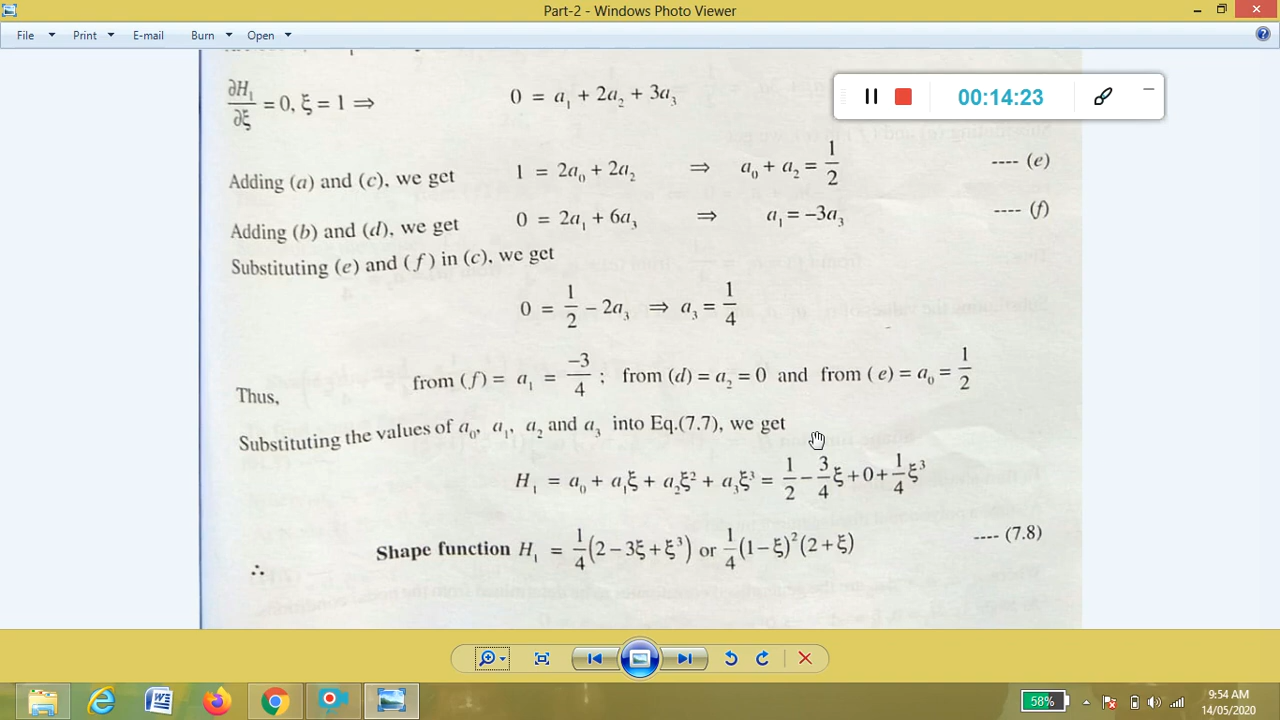 Part-2 - Windows Photo Viewer
File Print E-mail Burn Open
∂H₁/∂ξ = 0, ξ = 1 ⇒ 0 = a₁ + 2a₂ + 3a₃
00:14:23
Adding (a) and (c), we get 1 = 2a₀ + 2a₂ ⇒ a₀ + a₂ = 1/2 ---- (e)
Adding (b) and (d), we get 0 = 2a₁ + 6a₃ ⇒ a₁ = –3a₃ ---- (f)
Substituting (e) and (f) in (c), we get
0 = 1/2 – 2a₃ ⇒ a₃ = 1/4
Thus, from (f) = a₁ = –3/4 ; from (d) = a₂ = 0 and from (e) = a₀ = 1/2
Substituting the values of a₀, a₁, a₂ and a₃ into Eq.(7.7), we get
H₁ = a₀ + a₁ξ + a₂ξ² + a₃ξ³ = 1/2 – 3/4 ξ + 0 + 1/4 ξ³
∴ Shape function H₁ = 1/4 (2 – 3ξ + ξ³) or 1/4 (1 – ξ)² (2 + ξ) ---- (7.8)
58%
9:54 AM
14/05/2020